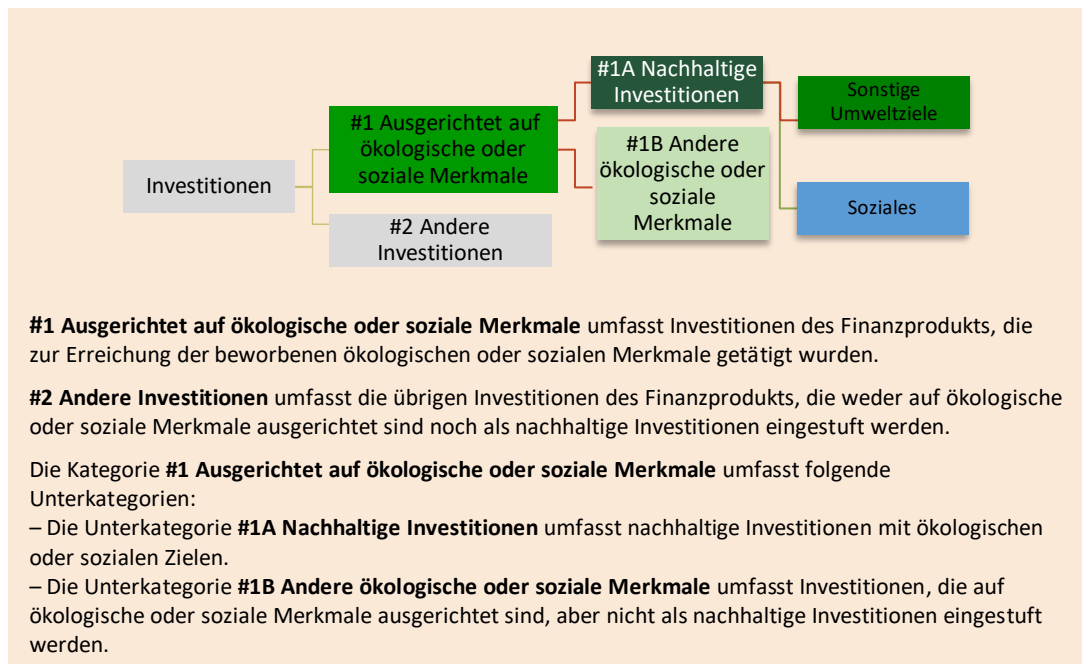 #1A Nachhaltige
Investitionen
Sonstige
Umweltziele
#1 Ausgerichtet auf
ökologische oder
soziale Merkmale
#1B Andere
ökologische oder
soziale
Merkmale
Investitionen
Soziales
#2 Andere
Investitionen
#1 Ausgerichtet auf ökologische oder soziale Merkmale umfasst Investitionen des Finanzprodukts, die
zur Erreichung der beworbenen ökologischen oder sozialen Merkmale getätigt wurden.
#2 Andere Investitionen umfasst die übrigen Investitionen des Finanzprodukts, die weder auf ökologische
oder soziale Merkmale ausgerichtet sind noch als nachhaltige Investitionen eingestuft werden.
Die Kategorie #1 Ausgerichtet auf ökologische oder soziale Merkmale umfasst folgende
Unterkategorien:
– Die Unterkategorie #1A Nachhaltige Investitionen umfasst nachhaltige Investitionen mit ökologischen
oder sozialen Zielen.
– Die Unterkategorie #1B Andere ökologische oder soziale Merkmale umfasst Investitionen, die auf
ökologische oder soziale Merkmale ausgerichtet sind, aber nicht als nachhaltige Investitionen eingestuft
werden.